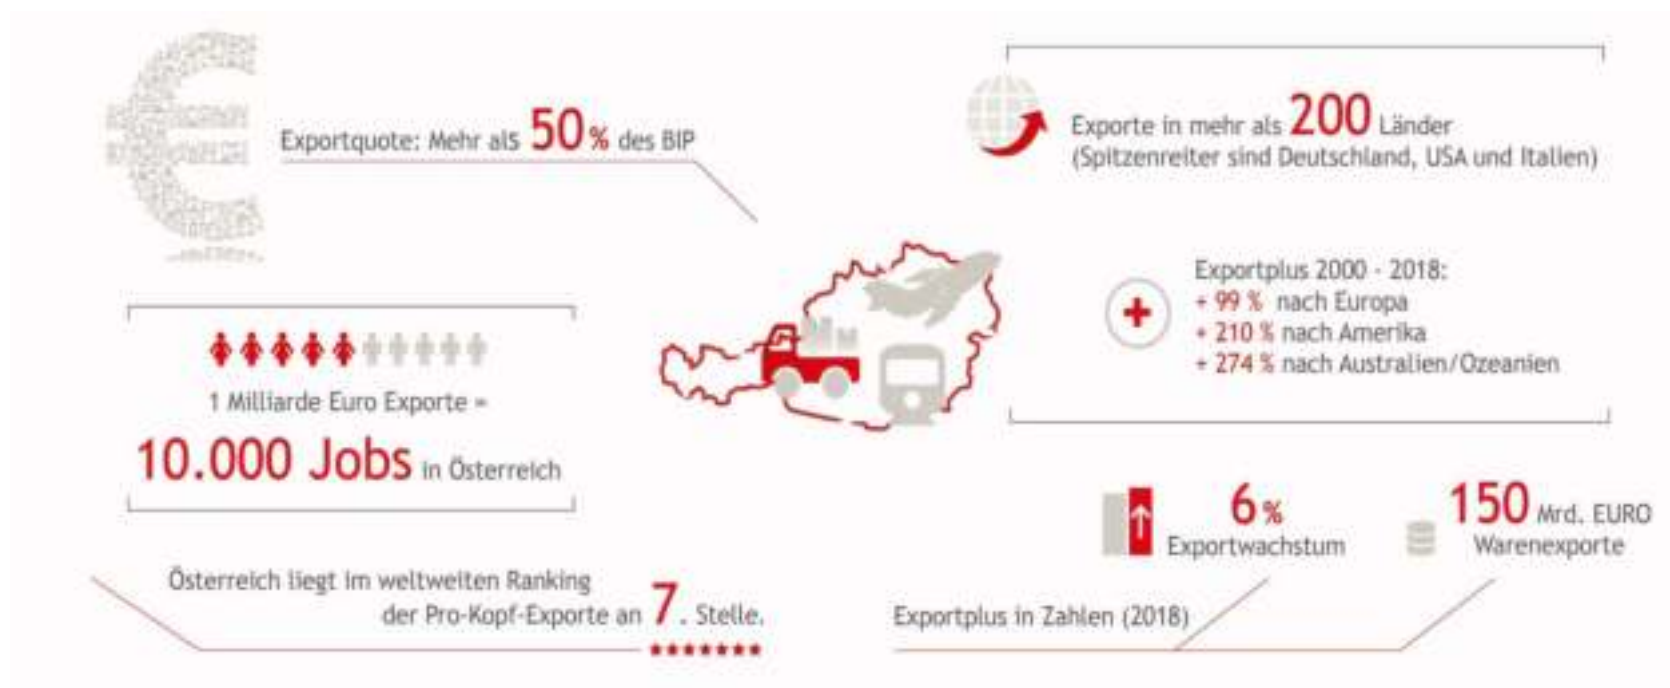 Exportquote: Mehr als 50% des BIP
Exporte in mehr als 200 Länder
(Spitzenreiter sind Deutschland, USA und Italien)
Exportplus 2000 - 2018:
+ 99 % nach Europa
+ 210 % nach Amerika
+ 274 % nach Australien/Ozeanien
1 Milliarde Euro Exporte =
10.000 Jobs in Österreich
6%
Exportwachstum
150 Mrd. EURO
Warenexporte
Österreich liegt im weltweiten Ranking
der Pro-Kopf-Exporte an 7. Stelle.
Exportplus in Zahlen (2018)